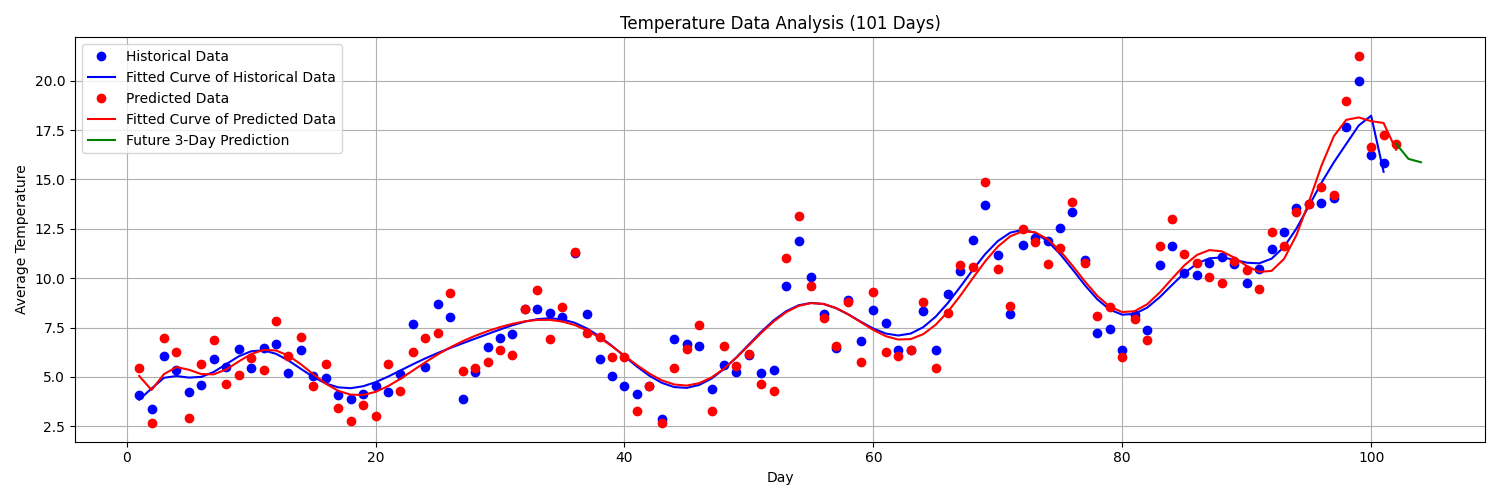 Temperature Data Analysis (101 Days)
Historical Data
Fitted Curve of Historical Data
Predicted Data
Fitted Curve of Predicted Data
Future 3-Day Prediction
Average Temperature
20.0
17.5
15.0
12.5
10.0
7.5
5.0
2.5
0 20 40 60 80 100
Day